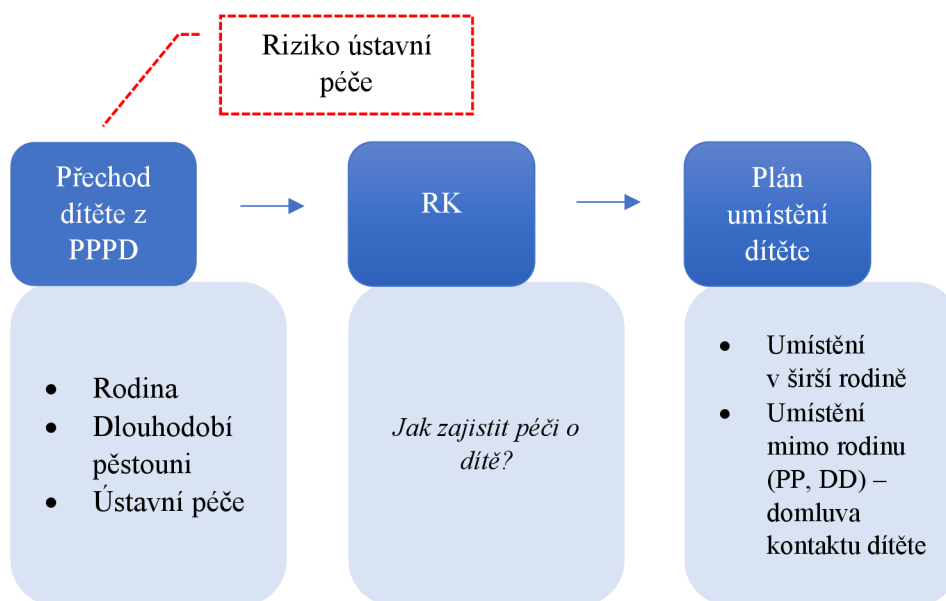 Riziko ústavní
péče
Přechod
dítěte z
PPPD
• Rodina
• Dlouhodobí
pěstouni
• Ústavní péče
RK
Jak zajistit péči o
dítě?
Plán
umístění
dítěte
• Umístění
v širší rodině
• Umístění
mimo rodinu
(PP, DD) –
domluva
kontaktu dítěte